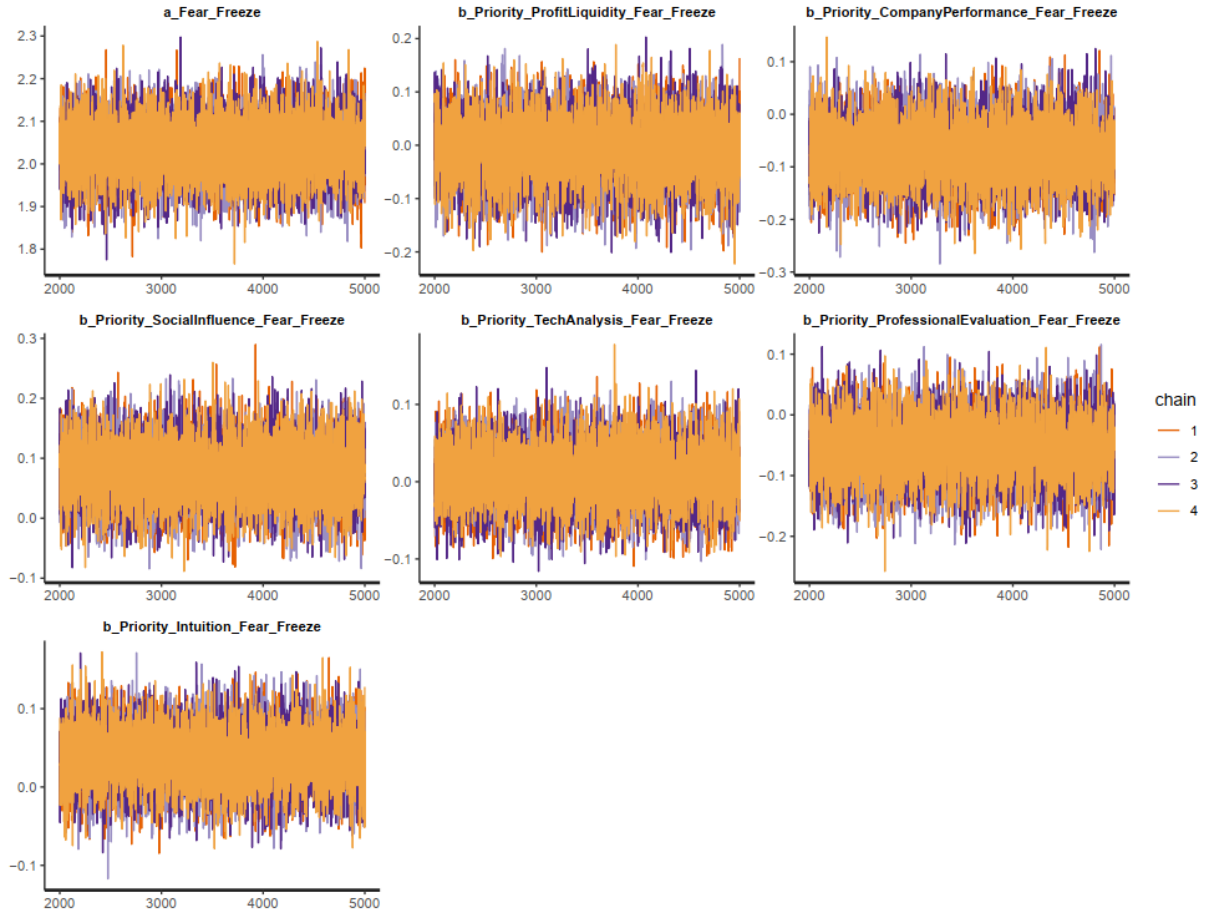 a_Fear_Freeze
b_Priority_ProfitLiquidity_Fear_Freeze
b_Priority_CompanyPerformance_Fear_Freeze
2.3
2.2
2.1
2.0
1.9
1.8
2000 3000 4000 5000
0.2
0.1
0.0
−0.1
−0.2
2000 3000 4000 5000
0.1
0.0
−0.1
−0.2
−0.3
2000 3000 4000 5000
b_Priority_SocialInfluence_Fear_Freeze
b_Priority_TechAnalysis_Fear_Freeze
b_Priority_ProfessionalEvaluation_Fear_Freeze
0.3
0.2
0.1
0.0
−0.1
2000 3000 4000 5000
0.1
0.0
−0.1
2000 3000 4000 5000
0.1
0.0
−0.1
−0.2
2000 3000 4000 5000
chain
1
2
3
4
b_Priority_Intuition_Fear_Freeze
0.1
0.0
−0.1
2000 3000 4000 5000